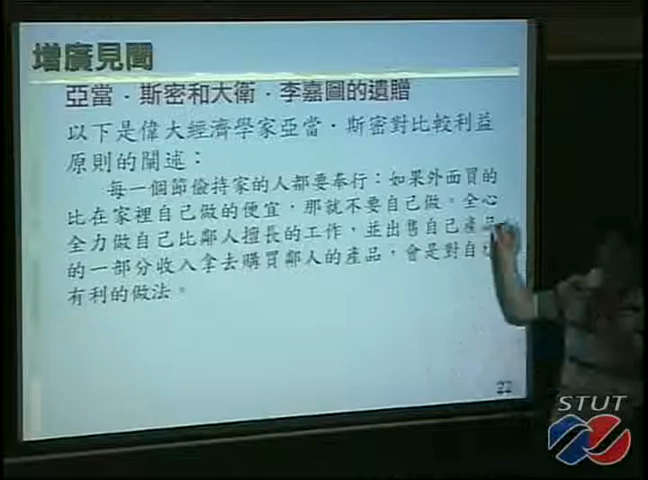 增廣見聞
亞當．斯密和大衛．李嘉圖的遺贈
以下是偉大經濟學家亞當．斯密對比較利益
原則的闡述：
每一個節儉持家的人都要奉行：如果外面買的
比在家裡自己做的便宜，那就不要自己做。全心
全力做自己比鄰人擅長的工作，並出售自己產品
的一部分收入拿去購買鄰人的產品，會是對自
有利的做法。
22
STUT